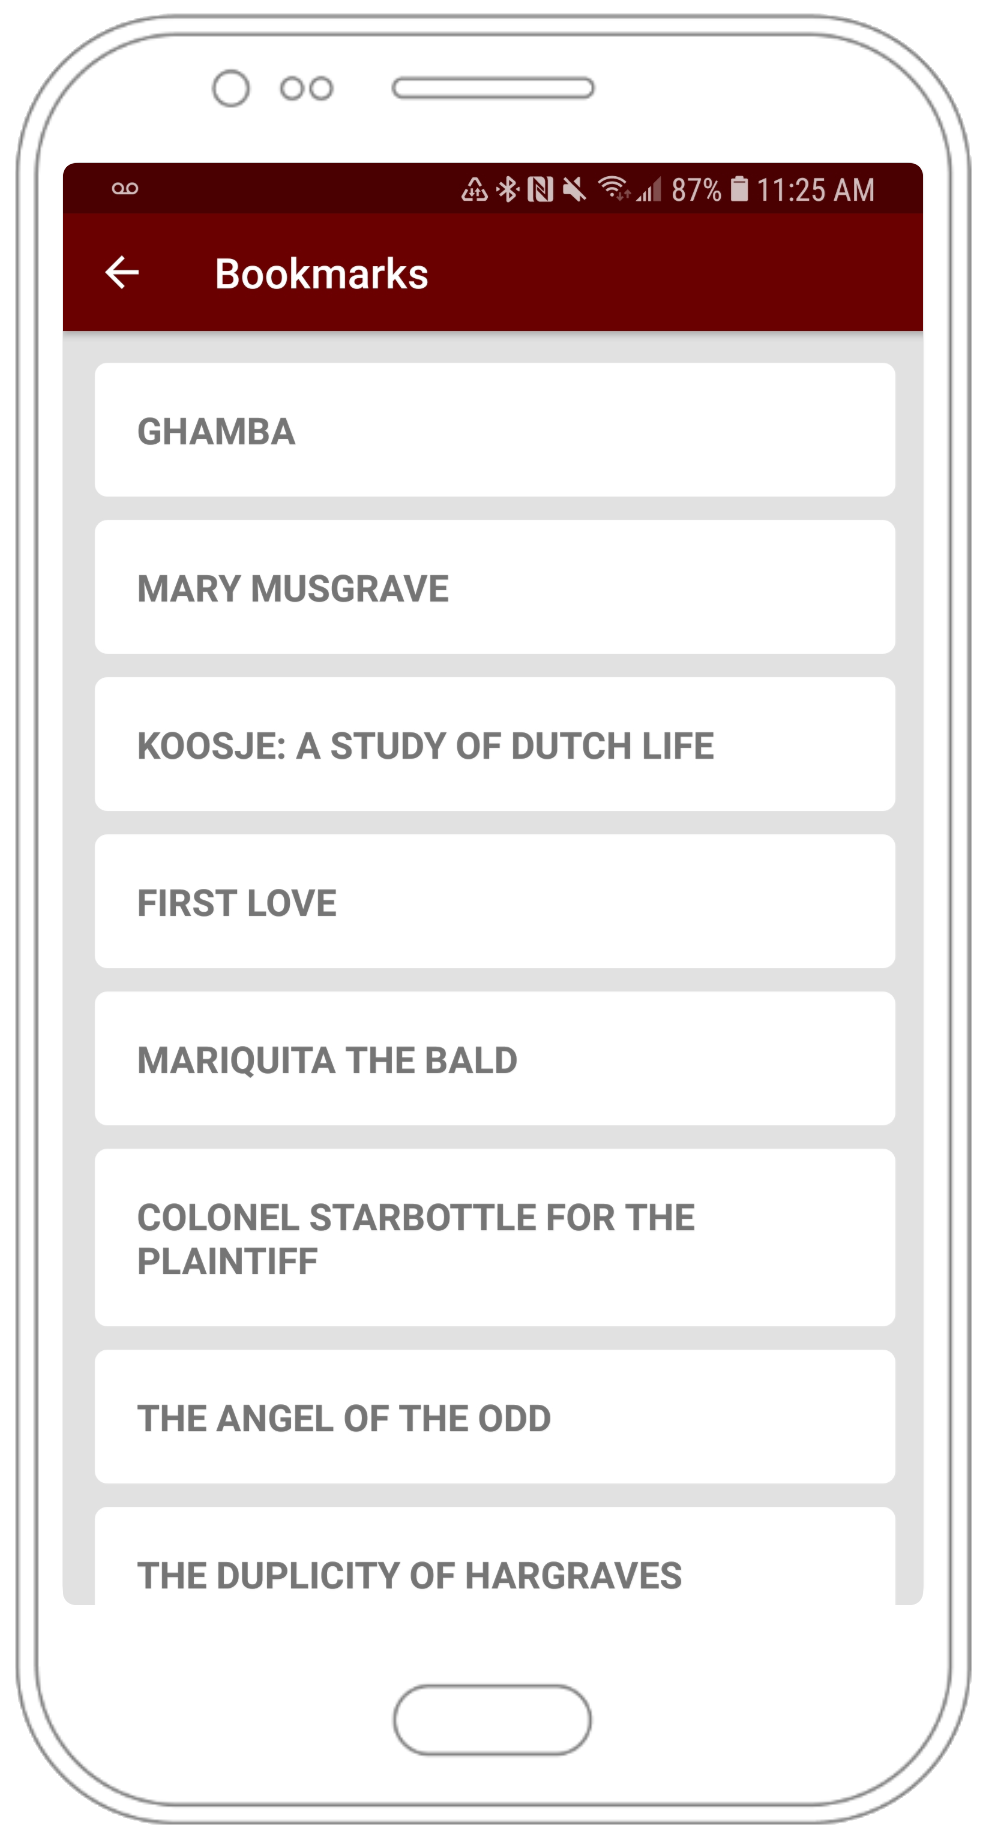 87% 11:25 AM
Bookmarks
GHAMBA
MARY MUSGRAVE
KOOSJE: A STUDY OF DUTCH LIFE
FIRST LOVE
MARIQUITA THE BALD
COLONEL STARBOTTLE FOR THE
PLAINTIFF
THE ANGEL OF THE ODD
THE DUPLICITY OF HARGRAVES